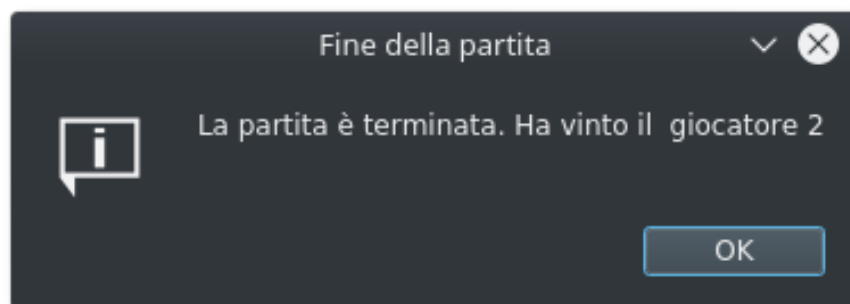 Fine della partita
La partita è terminata. Ha vinto il  giocatore 2
OK